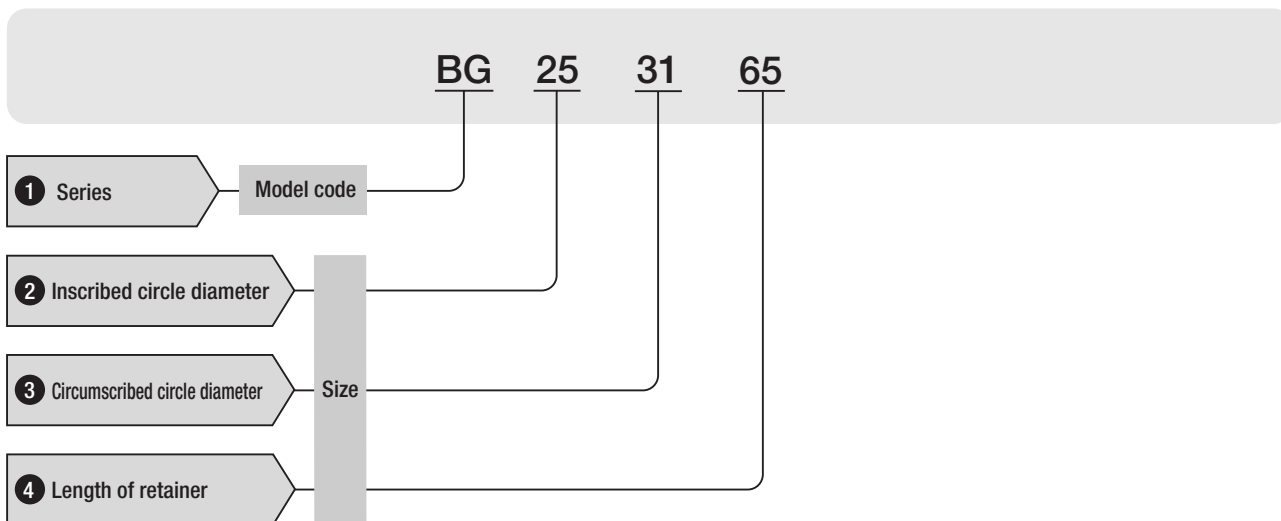 BG 25 31 65
1 Series
Model code
2 Inscribed circle diameter
3 Circumscribed circle diameter
Size
4 Length of retainer